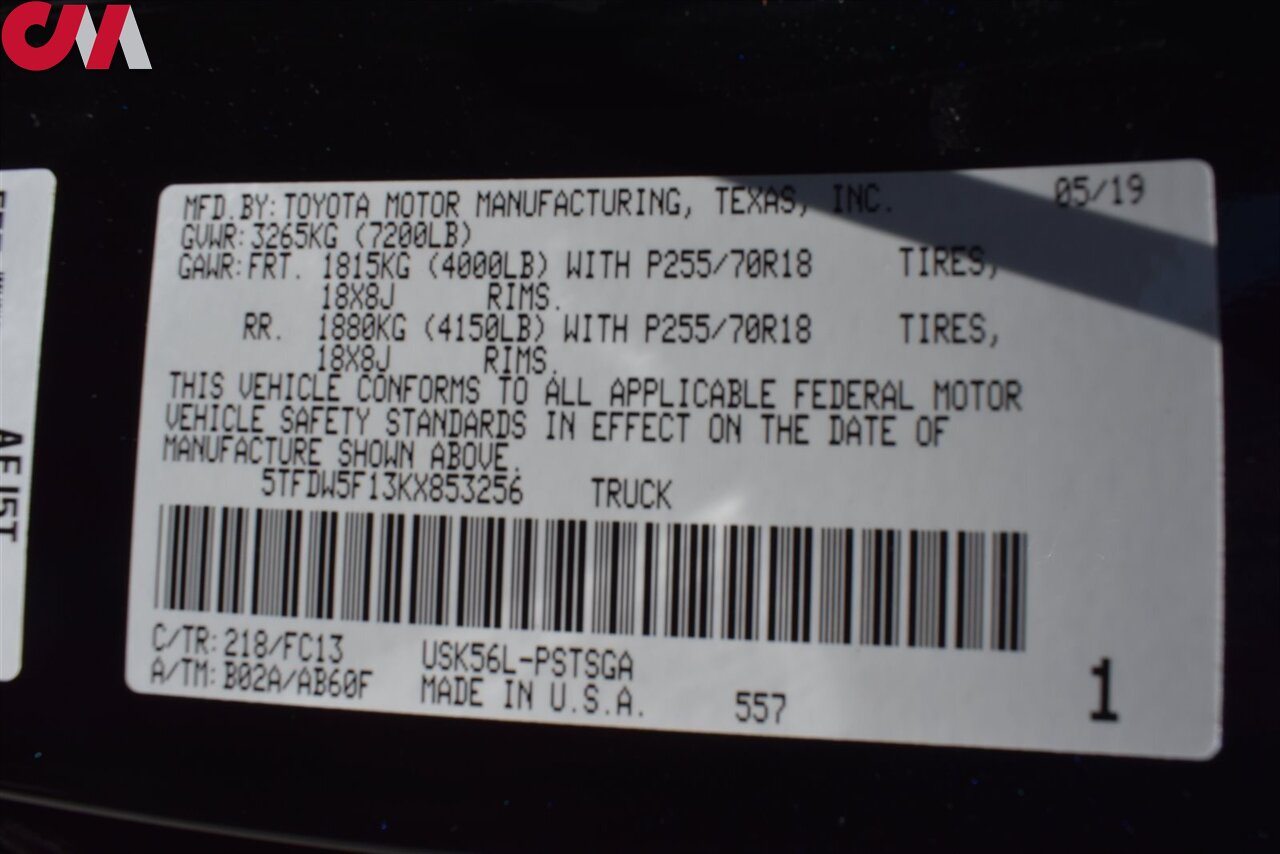 CM
MFD.BY: TOYOTA MOTOR MANUFACTURING, TEXAS, INC. 05/19
GVWR: 3265KG (7200LB)
GAWR: FRT. 1815KG (4000LB) WITH P255/70R18 TIRES,
18X8J RIMS.
RR. 1880KG (4150LB) WITH P255/70R18 TIRES,
18X8J RIMS.
THIS VEHICLE CONFORMS TO ALL APPLICABLE FEDERAL MOTOR
VEHICLE SAFETY STANDARDS IN EFFECT ON THE DATE OF
MANUFACTURE SHOWN ABOVE.
5TFDW5F13KX853256 TRUCK
C/TR: 218/FC13 USK56L-PSTSGA
A/TM: B02A/AB60F MADE IN U.S.A. 557 1